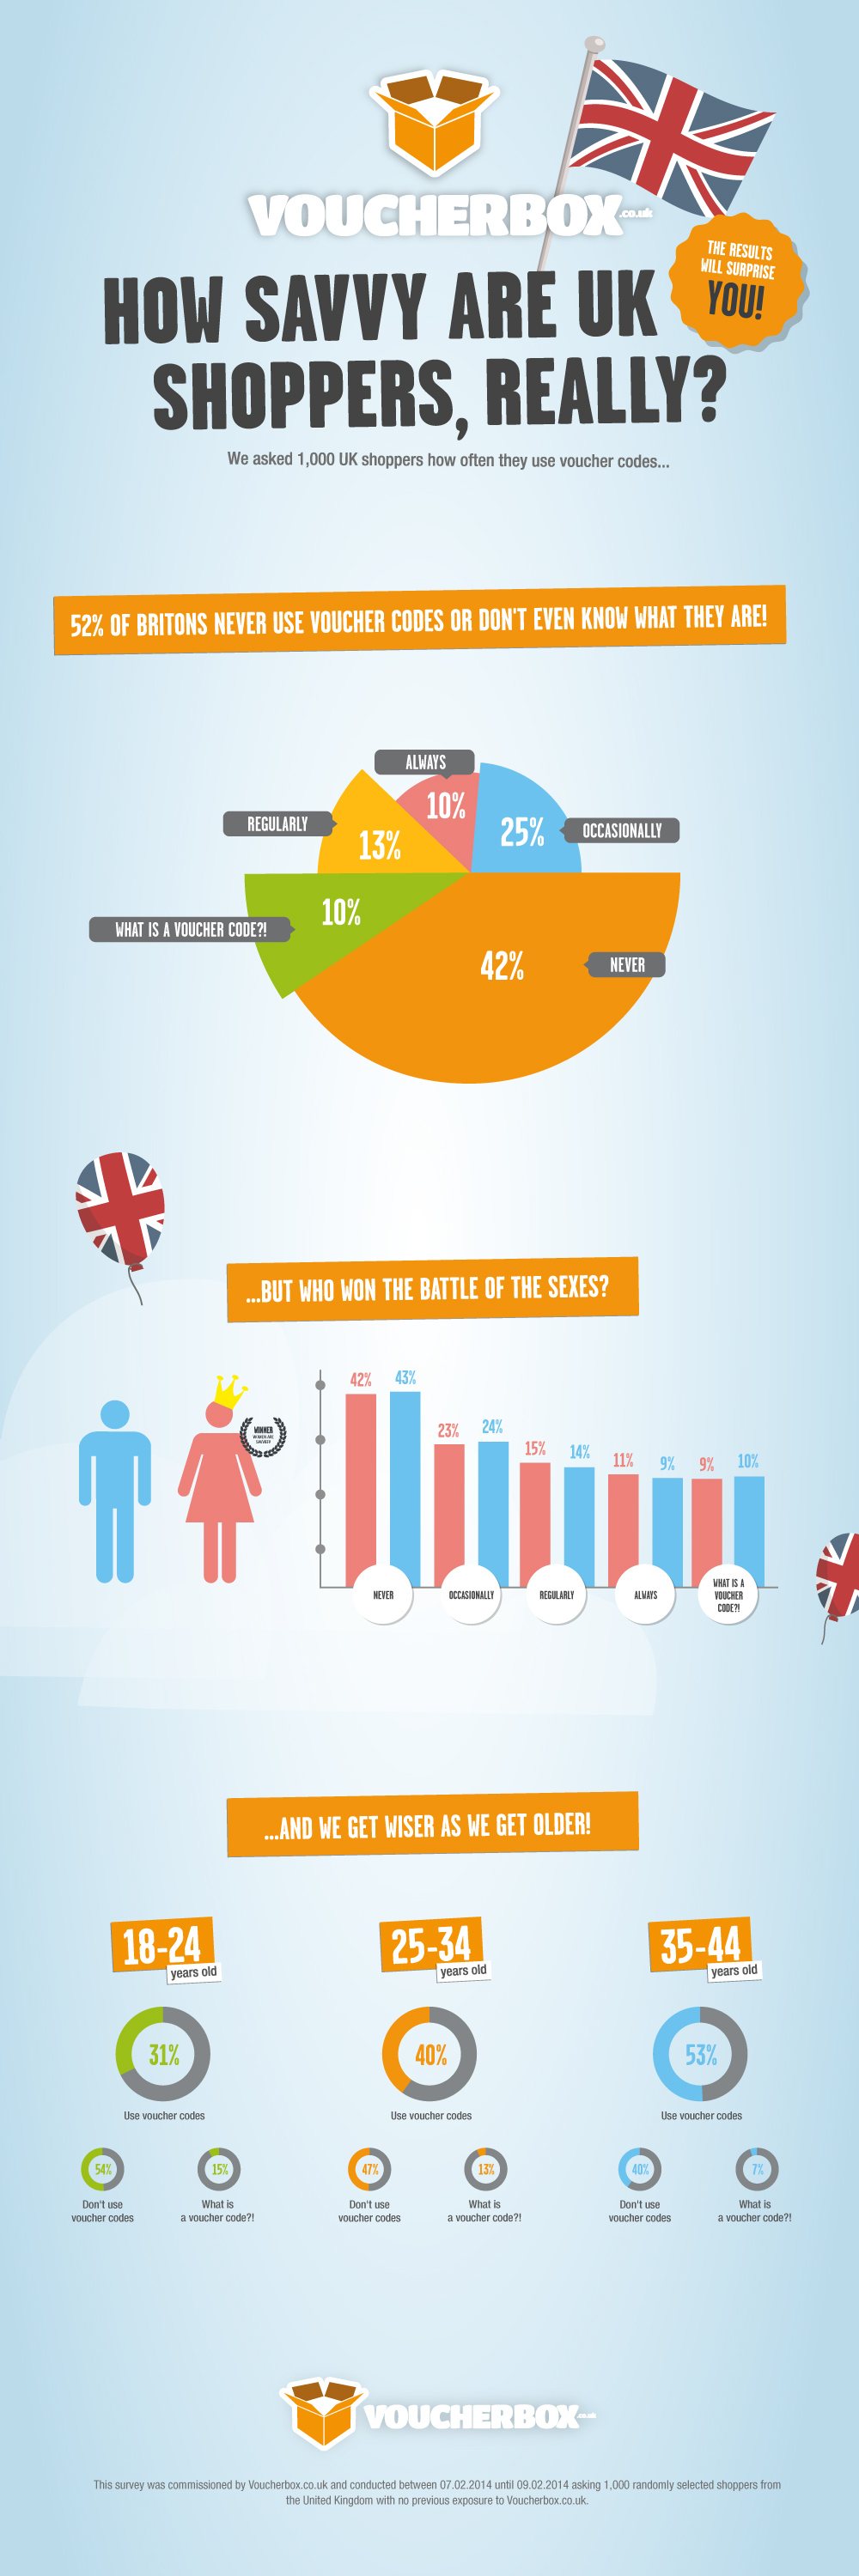 VOUCHERBOX.co.uk
THE RESULTS
WILL SURPRISE
YOU!
HOW SAVVY ARE UK
SHOPPERS, REALLY?
We asked 1,000 UK shoppers how often they use voucher codes...
52% OF BRITONS NEVER USE VOUCHER CODES OR DON'T EVEN KNOW WHAT THEY ARE!
ALWAYS
10%
REGULARLY
13%
25%
OCCASIONALLY
WHAT IS A VOUCHER CODE?!
10%
42%
NEVER
...BUT WHO WON THE BATTLE OF THE SEXES?
WINNER
42%
43%
23%
24%
15%
14%
11%
9%
9%
10%
NEVER
OCCASIONALLY
REGULARLY
ALWAYS
WHAT IS A
VOUCHER
CODE?!
...AND WE GET WISER AS WE GET OLDER!
18-24
years old
25-34
years old
35-44
years old
31%
Use voucher codes
40%
Use voucher codes
53%
Use voucher codes
54%
Don't use
voucher codes
15%
What is
a voucher code?!
47%
Don't use
voucher codes
13%
What is
a voucher code?!
40%
Don't use
voucher codes
7%
What is
a voucher code?!
VOUCHERBOX.co.uk
This survey was commissioned by Voucherbox.co.uk and conducted between 07.02.2014 until 09.02.2014 asking 1,000 randomly selected shoppers from
the United Kingdom with no previous exposure to Voucherbox.co.uk.